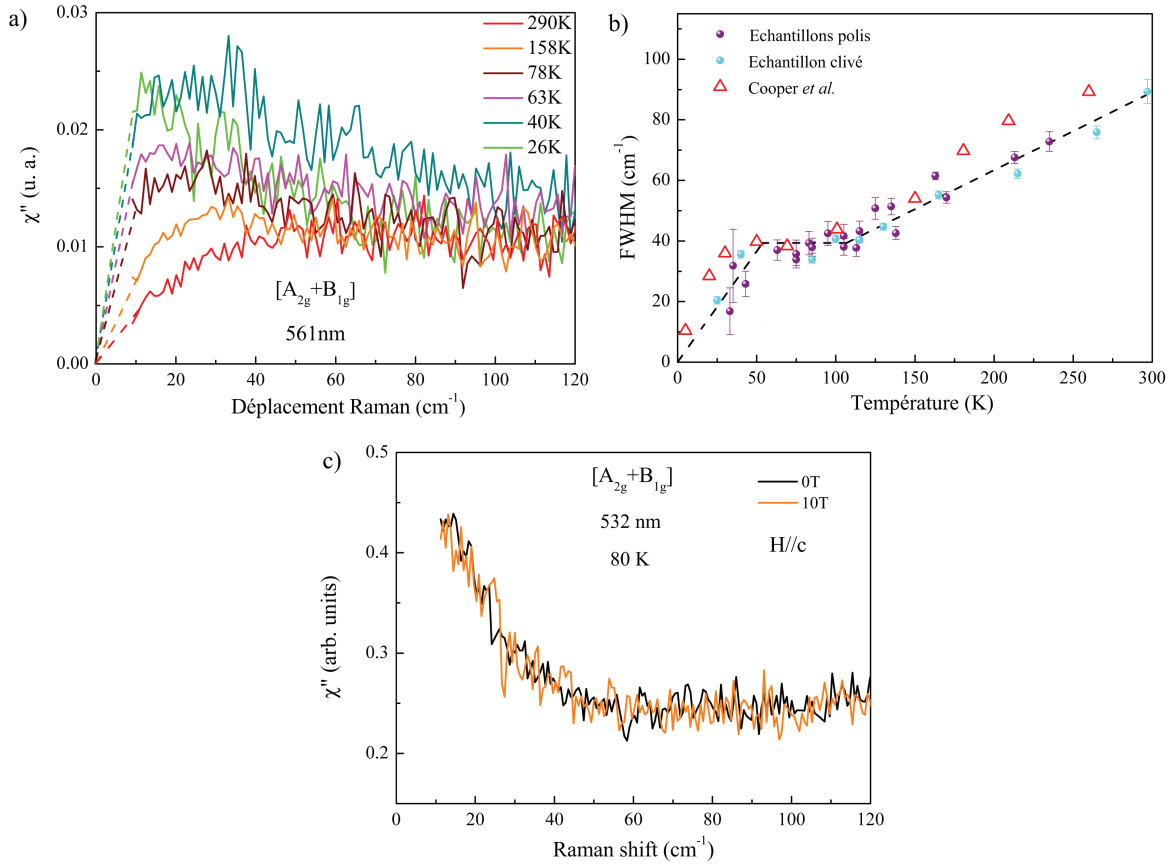 a)
χ" (u. a.)
0.03
0.02
0.01
0.00
0
20
40
60
80
100
120
Déplacement Raman (cm-1)
290K
158K
78K
63K
40K
26K
[A2g+B1g]
561nm
b)
FWHM (cm-1)
100
80
60
40
20
0
0
50
100
150
200
250
300
Température (K)
Echantillons polis
Echantillon clivé
Cooper et al.
c)
χ" (arb. units)
0.5
0.4
0.3
0.2
0
20
40
60
80
100
120
Raman shift (cm-1)
[A2g+B1g]
532 nm
80 K
0T
10T
H//c